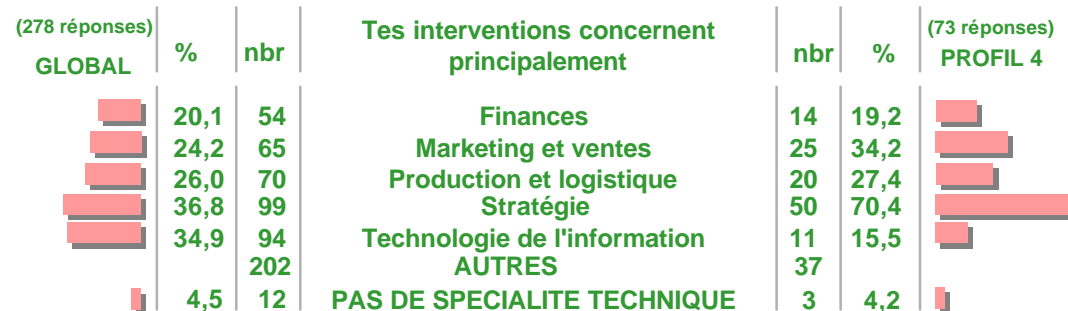 (278 réponses) GLOBAL % nbr Tes interventions concernent principalement nbr % (73 réponses) PROFIL 4
20,1 54 Finances 14 19,2
24,2 65 Marketing et ventes 25 34,2
26,0 70 Production et logistique 20 27,4
36,8 99 Stratégie 50 70,4
34,9 94 Technologie de l'information 11 15,5
202 AUTRES 37
4,5 12 PAS DE SPECIALITE TECHNIQUE 3 4,2